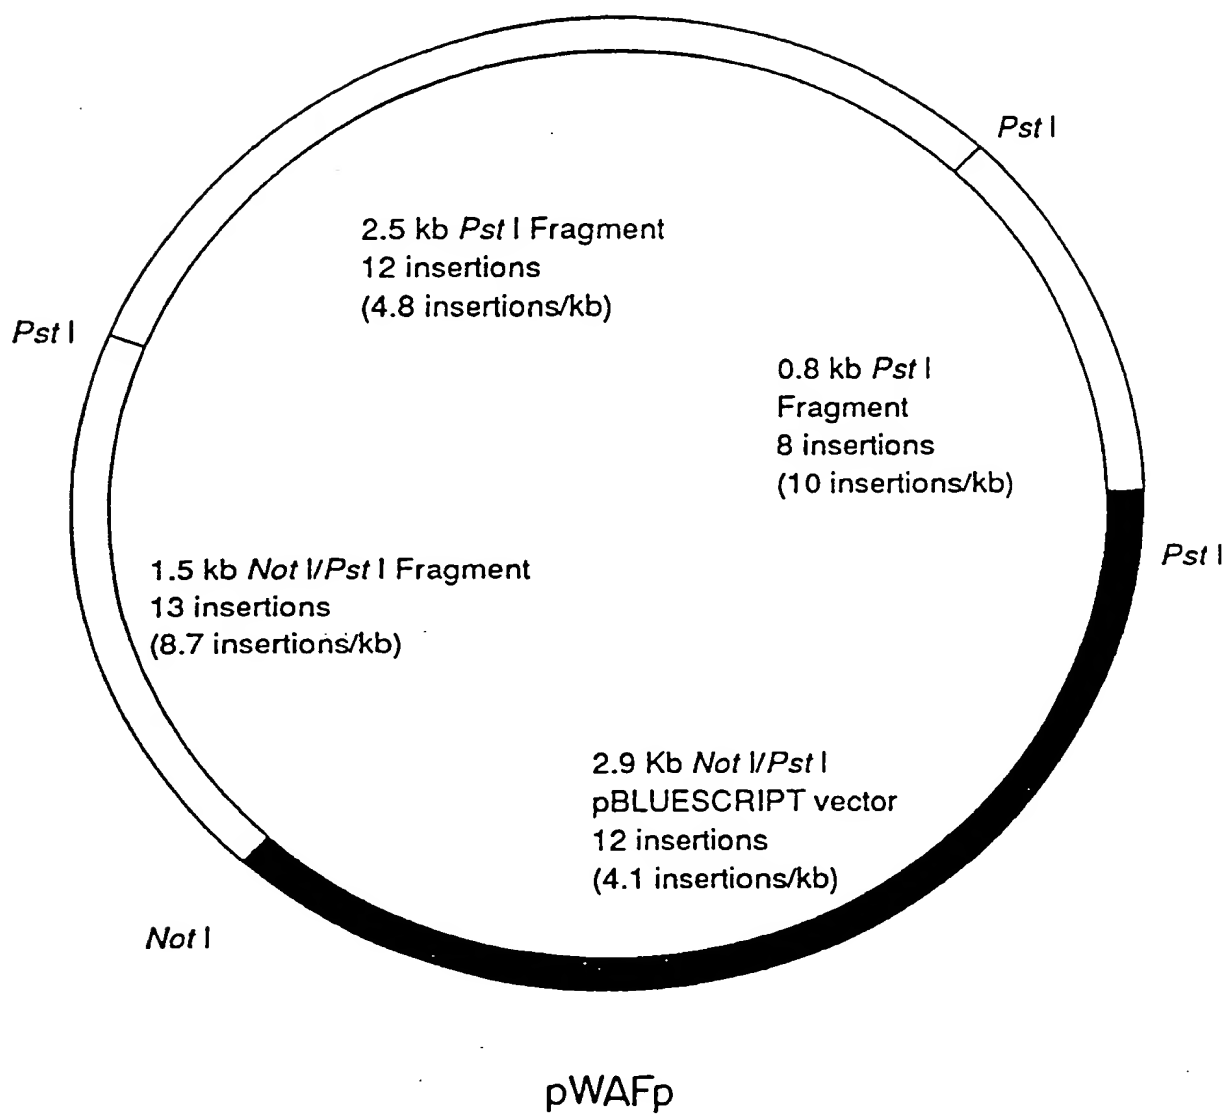 Pst I
2.5 kb Pst I Fragment
12 insertions
(4.8 insertions/kb)
Pst I
0.8 kb Pst I
Fragment
8 insertions
(10 insertions/kb)
Pst I
1.5 kb Not I/Pst I Fragment
13 insertions
(8.7 insertions/kb)
2.9 Kb Not I/Pst I
pBLUESCRIPT vector
12 insertions
(4.1 insertions/kb)
Not I
pWAFp